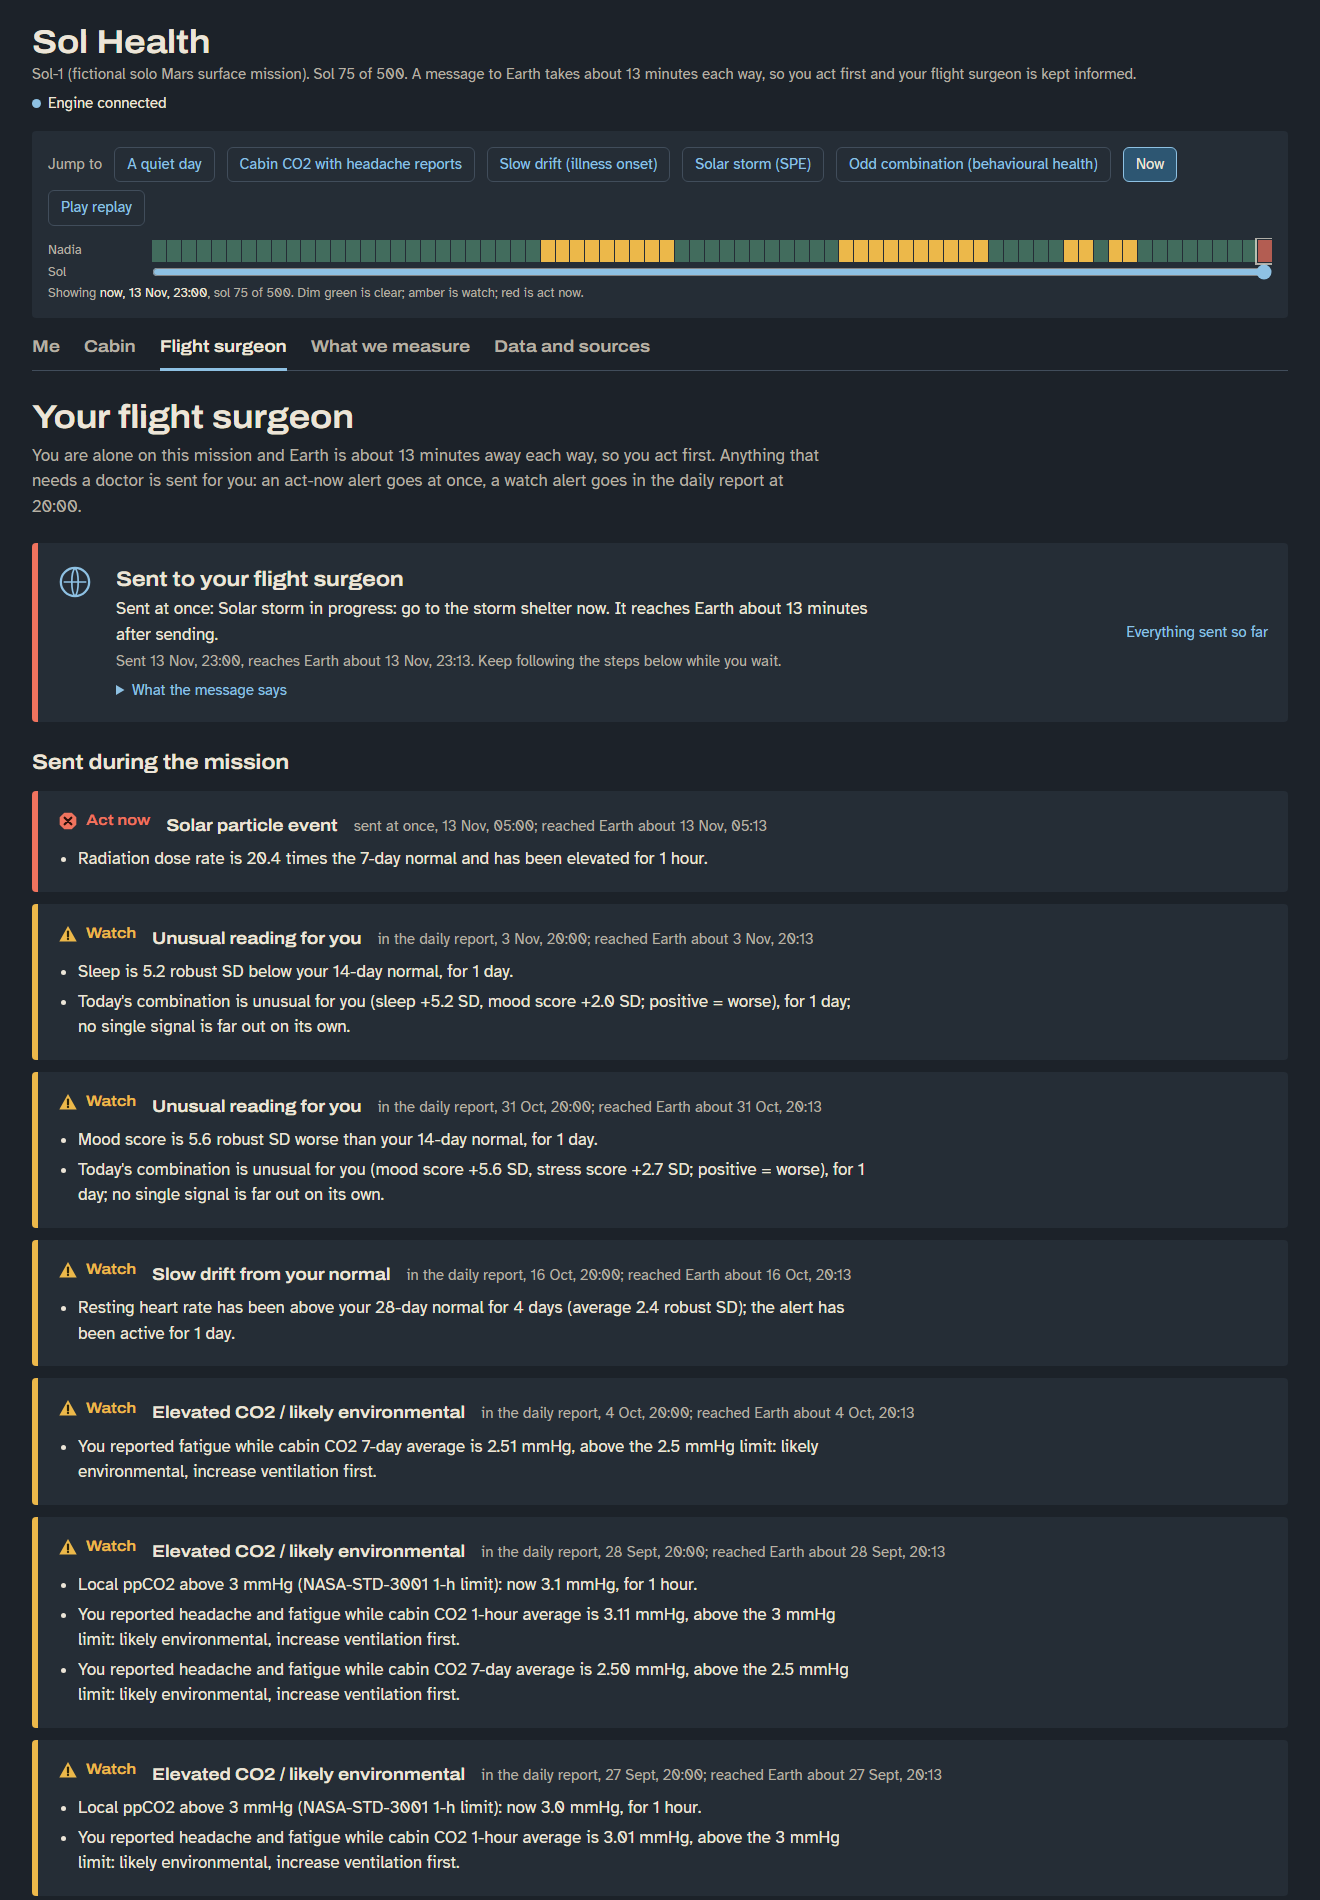 Sol Health
Sol-1 (fictional solo Mars surface mission). Sol 75 of 500. A message to Earth takes about 13 minutes each way, so you act first and your flight surgeon is kept informed.
Engine connected
Jump to
A quiet day
Cabin CO2 with headache reports
Slow drift (illness onset)
Solar storm (SPE)
Odd combination (behavioural health)
Now
Play replay
Nadia
Sol
Showing now, 13 Nov, 23:00, sol 75 of 500. Dim green is clear; amber is watch; red is act now.
Me
Cabin
Flight surgeon
What we measure
Data and sources
Your flight surgeon
You are alone on this mission and Earth is about 13 minutes away each way, so you act first. Anything that
needs a doctor is sent for you: an act-now alert goes at once, a watch alert goes in the daily report at
20:00.
Sent to your flight surgeon
Sent at once: Solar storm in progress: go to the storm shelter now. It reaches Earth about 13 minutes
after sending.
Everything sent so far
Sent 13 Nov, 23:00, reaches Earth about 13 Nov, 23:13. Keep following the steps below while you wait.
What the message says
Sent during the mission
Act now Solar particle event sent at once, 13 Nov, 05:00; reached Earth about 13 Nov, 05:13
Radiation dose rate is 20.4 times the 7-day normal and has been elevated for 1 hour.
Watch Unusual reading for you in the daily report, 3 Nov, 20:00; reached Earth about 3 Nov, 20:13
Sleep is 5.2 robust SD below your 14-day normal, for 1 day.
Today's combination is unusual for you (sleep +5.2 SD, mood score +2.0 SD; positive = worse), for 1 day;
no single signal is far out on its own.
Watch Unusual reading for you in the daily report, 31 Oct, 20:00; reached Earth about 31 Oct, 20:13
Mood score is 5.6 robust SD worse than your 14-day normal, for 1 day.
Today's combination is unusual for you (mood score +5.6 SD, stress score +2.7 SD; positive = worse), for 1
day; no single signal is far out on its own.
Watch Slow drift from your normal in the daily report, 16 Oct, 20:00; reached Earth about 16 Oct, 20:13
Resting heart rate has been above your 28-day normal for 4 days (average 2.4 robust SD); the alert has
been active for 1 day.
Watch Elevated CO2 / likely environmental in the daily report, 4 Oct, 20:00; reached Earth about 4 Oct, 20:13
You reported fatigue while cabin CO2 7-day average is 2.51 mmHg, above the 2.5 mmHg limit: likely
environmental, increase ventilation first.
Watch Elevated CO2 / likely environmental in the daily report, 28 Sept, 20:00; reached Earth about 28 Sept, 20:13
Local ppCO2 above 3 mmHg (NASA-STD-3001 1-h limit): now 3.1 mmHg, for 1 hour.
You reported headache and fatigue while cabin CO2 1-hour average is 3.11 mmHg, above the 3 mmHg
limit: likely environmental, increase ventilation first.
You reported headache and fatigue while cabin CO2 7-day average is 2.50 mmHg, above the 2.5 mmHg
limit: likely environmental, increase ventilation first.
Watch Elevated CO2 / likely environmental in the daily report, 27 Sept, 20:00; reached Earth about 27 Sept, 20:13
Local ppCO2 above 3 mmHg (NASA-STD-3001 1-h limit): now 3.0 mmHg, for 1 hour.
You reported headache and fatigue while cabin CO2 1-hour average is 3.01 mmHg, above the 3 mmHg
limit: likely environmental, increase ventilation first.